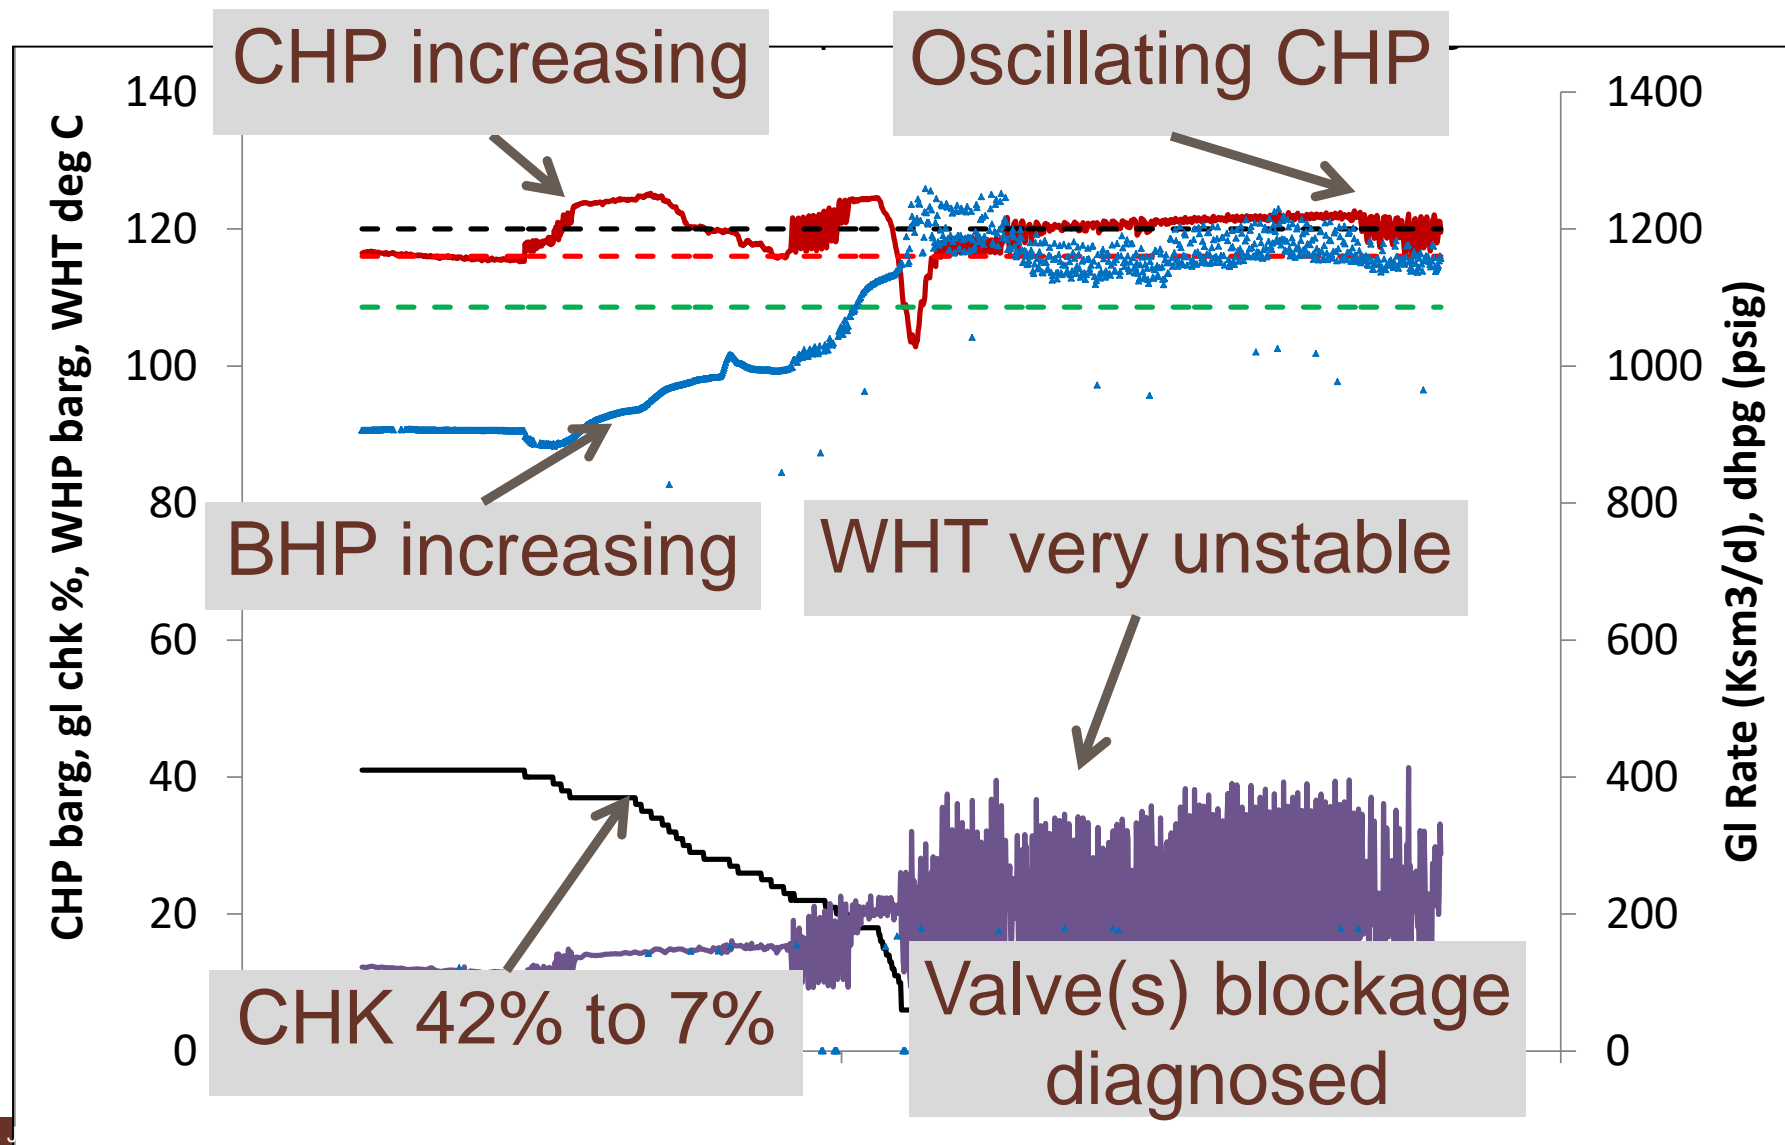 CHP increasing
Oscillating CHP
140
120
100
80
60
40
20
0
1400
1200
1000
800
600
400
200
0
CHP barg, gl chk %, WHP barg, WHT deg C
Gl Rate (Ksm3/d), dhpg (psig)
BHP increasing
WHT very unstable
CHK 42% to 7%
Valve(s) blockage
diagnosed